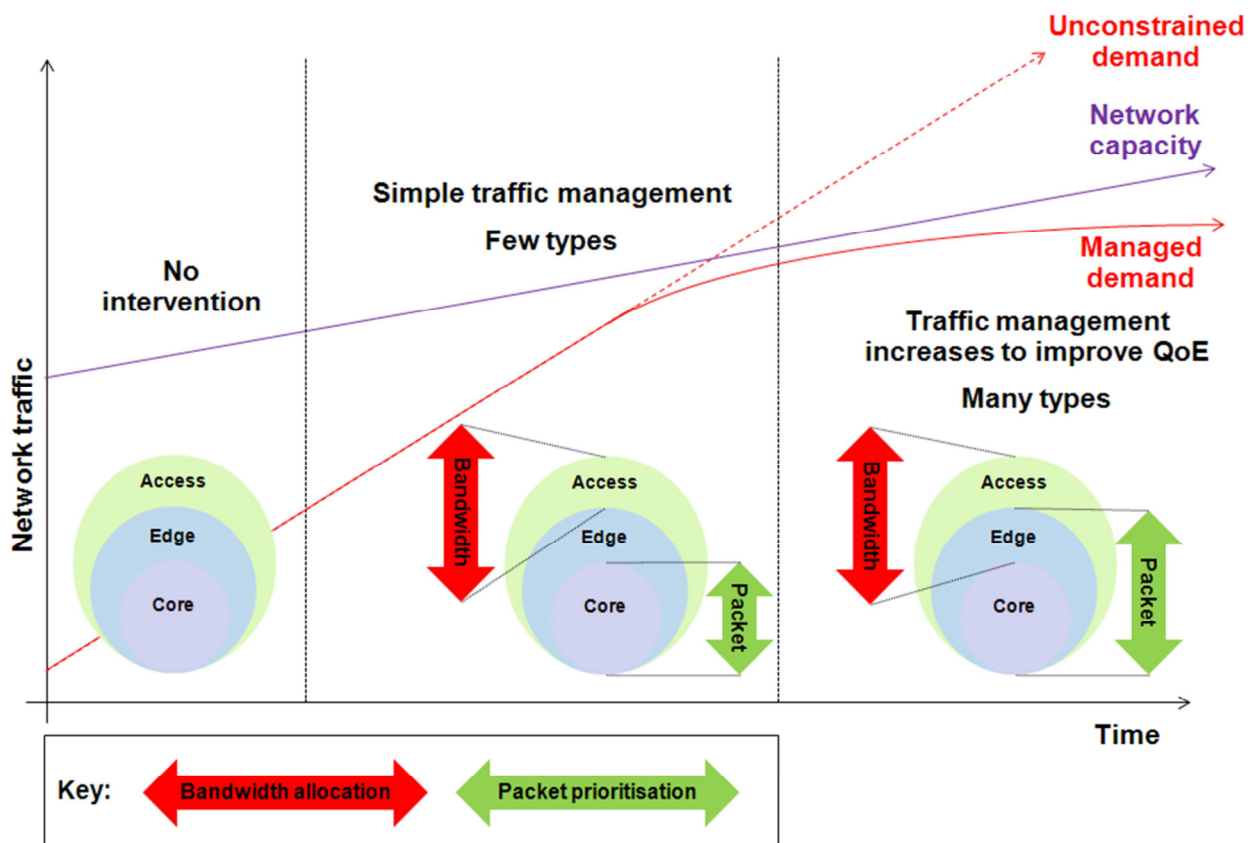 Unconstrained
demand
Network
capacity
Simple traffic management
Few types
No
intervention
Managed
demand
Traffic management
increases to improve QoE
Many types
Network traffic
Access
Edge
Core
Bandwidth
Access
Edge
Core
Packet
Bandwidth
Access
Edge
Core
Packet
Time
Key:
Bandwidth allocation
Packet prioritisation